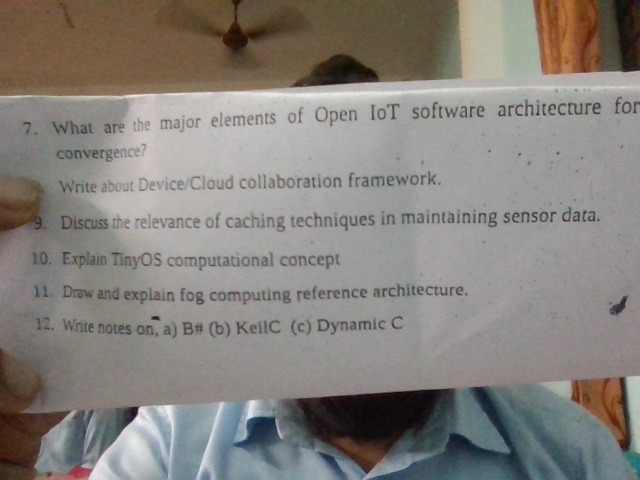 7. What are the major elements of Open IoT software architecture for
convergence?
Write about Device/Cloud collaboration framework.
9. Discuss the relevance of caching techniques in maintaining sensor data.
10. Explain TinyOS computational concept
11. Draw and explain fog computing reference architecture.
12. Write notes on, a) B# (b) KeilC (c) Dynamic C